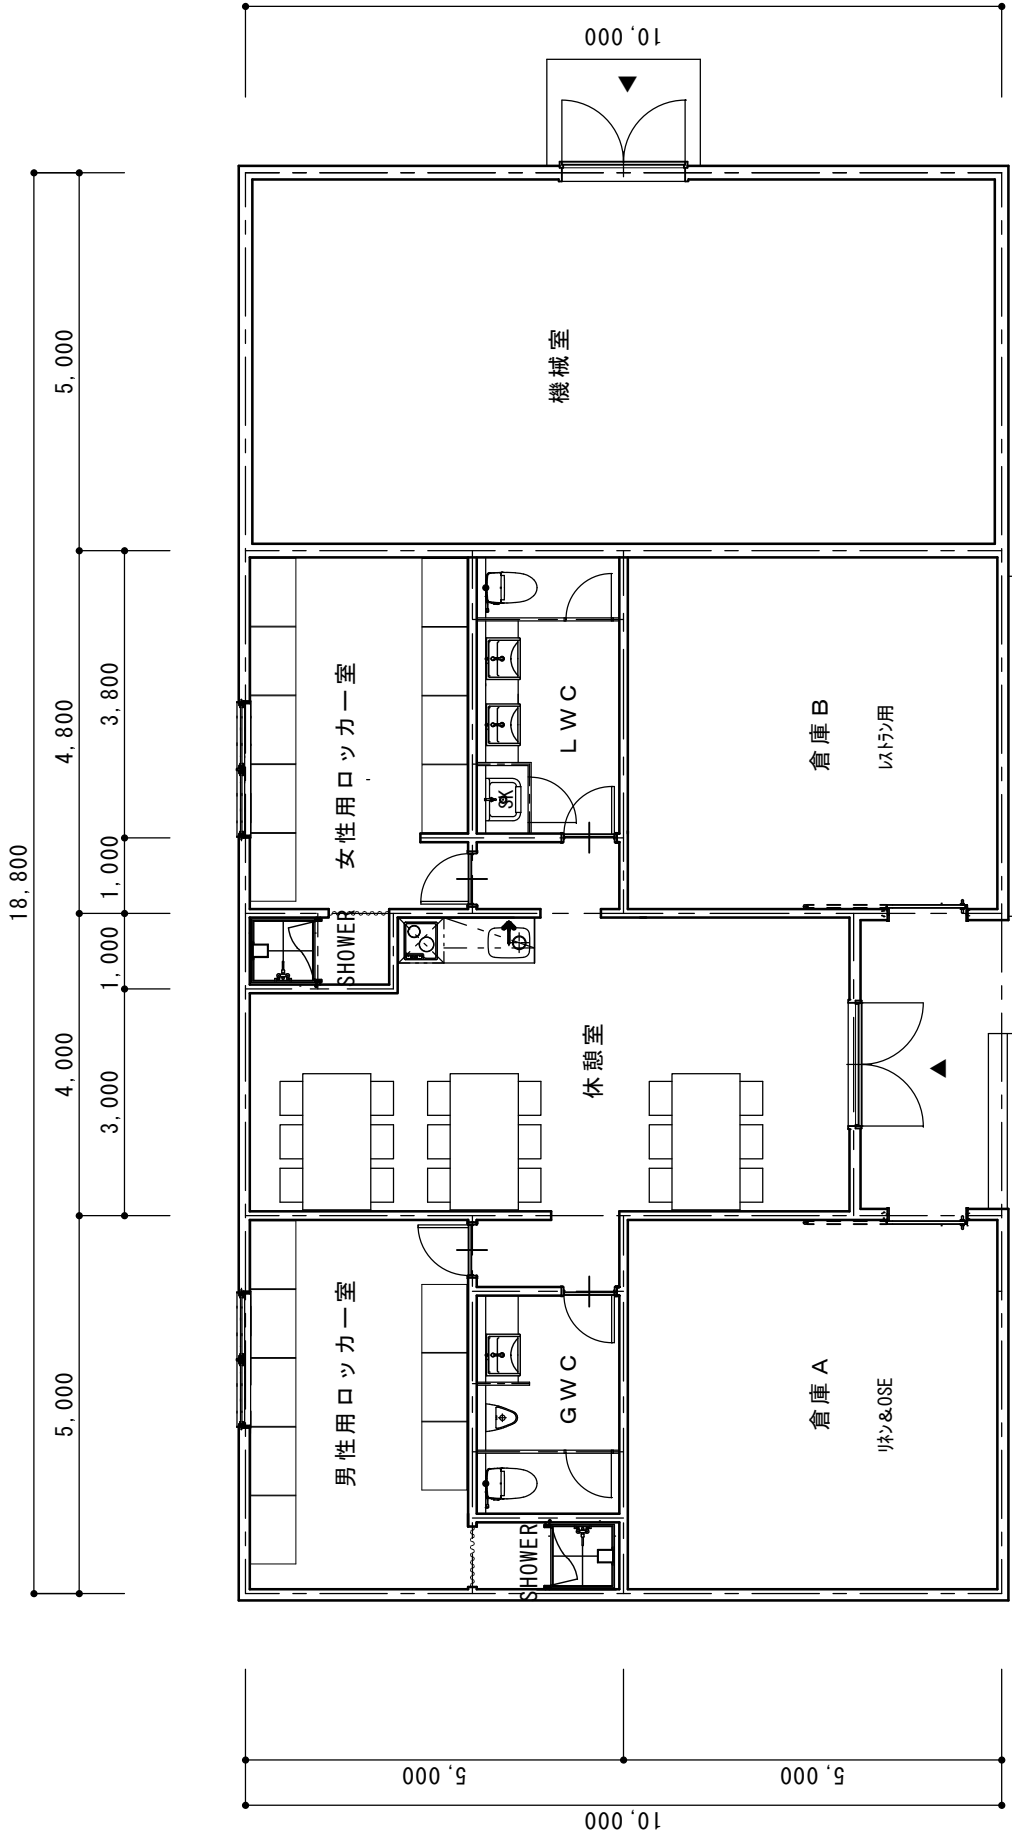 18,800
5,000
4,000
4,800
5,000
3,000
1,000
1,000
3,800
10,000
5,000
5,000
10,000
男性用ロッカー室
SHOWER
GWC
倉庫A
リネン&OSE
休憩室
SHOWER
女性用ロッカー室
SK
LWC
倉庫B
レストラン用
機械室